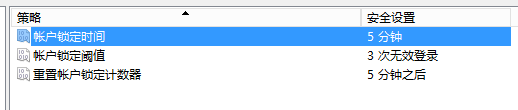 策略 安全设置
帐户锁定时间 5 分钟
帐户锁定阈值 3 次无效登录
重置帐户锁定计数器 5 分钟之后